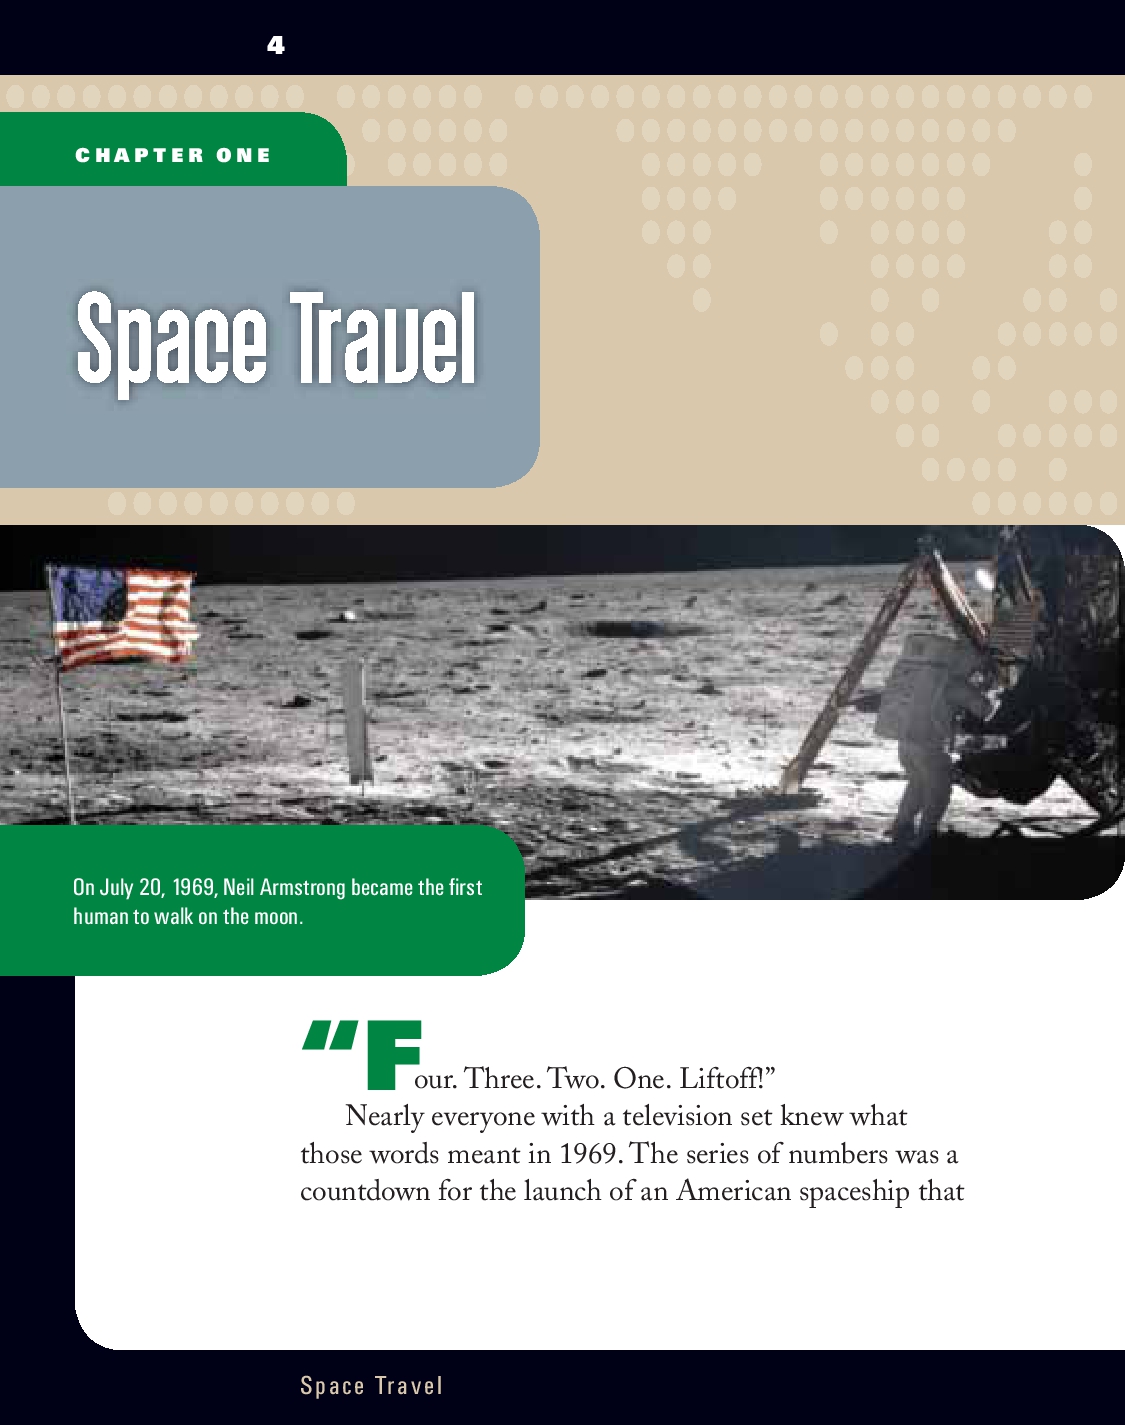 4
CHAPTER ONE
Space Travel
On July 20, 1969, Neil Armstrong became the first
human to walk on the moon.
“Four. Three. Two. One. Liftoff!”
Nearly everyone with a television set knew what
those words meant in 1969. The series of numbers was a
countdown for the launch of an American spaceship that
Space Travel